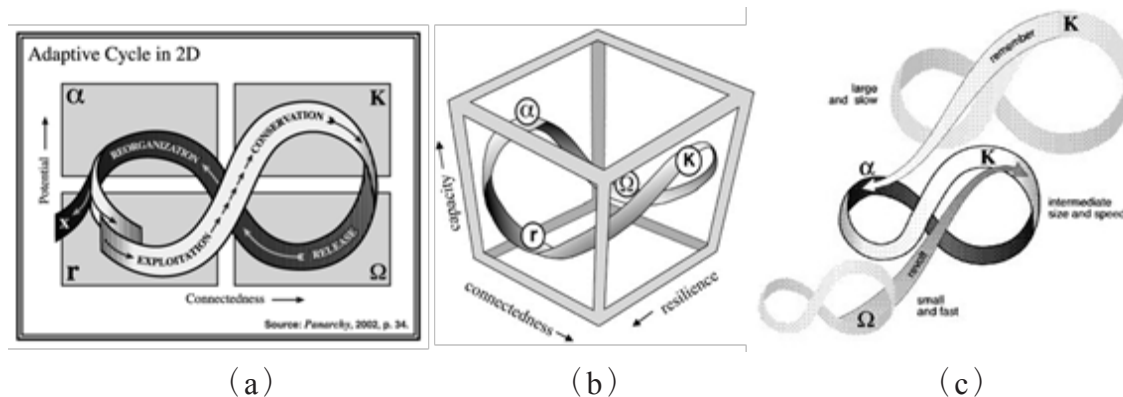 Adaptive Cycle in 2D
α
K
REORGANIZATION
CONSERVATION
Potential
x
EXPLOITATION
RELEASE
r
Ω
Connectedness
Source: Panarchy, 2002, p. 34.
(a)
α
K
Ω
r
capacity
connectedness
resilience
(b)
K
remember
large
and slow
α
K
intermediate
size and speed
revolt
small
and fast
Ω
(c)